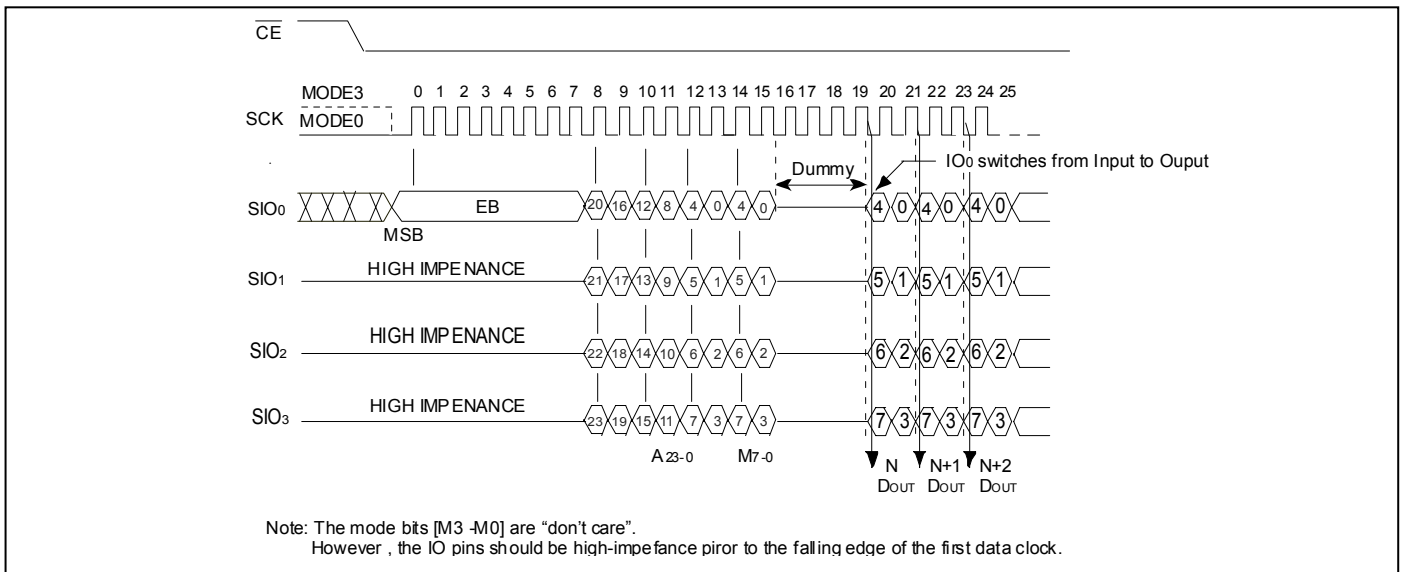 CE
MODE3 0 1 2 3 4 5 6 7 8 9 10 11 12 13 14 15 16 17 18 19 20 21 22 23 24 25
SCK MODE0
Dummy
IO0 switches from Input to Ouput
SIO0 EB 20 16 12 8 4 0 4 0 4 0 4 0 4 0
MSB
SIO1 HIGH IMPENANCE 21 17 13 9 5 1 5 1 5 1 5 1 5 1
SIO2 HIGH IMPENANCE 22 18 14 10 6 2 6 2 6 2 6 2 6 2
SIO3 HIGH IMPENANCE 23 19 15 11 7 3 7 3 7 3 7 3 7 3
A23-0 M7-0 N N+1 N+2
DOUT DOUT DOUT
Note: The mode bits [M3 -M0] are “don’t care”.
However , the IO pins should be high-impefance piror to the falling edge of the first data clock.